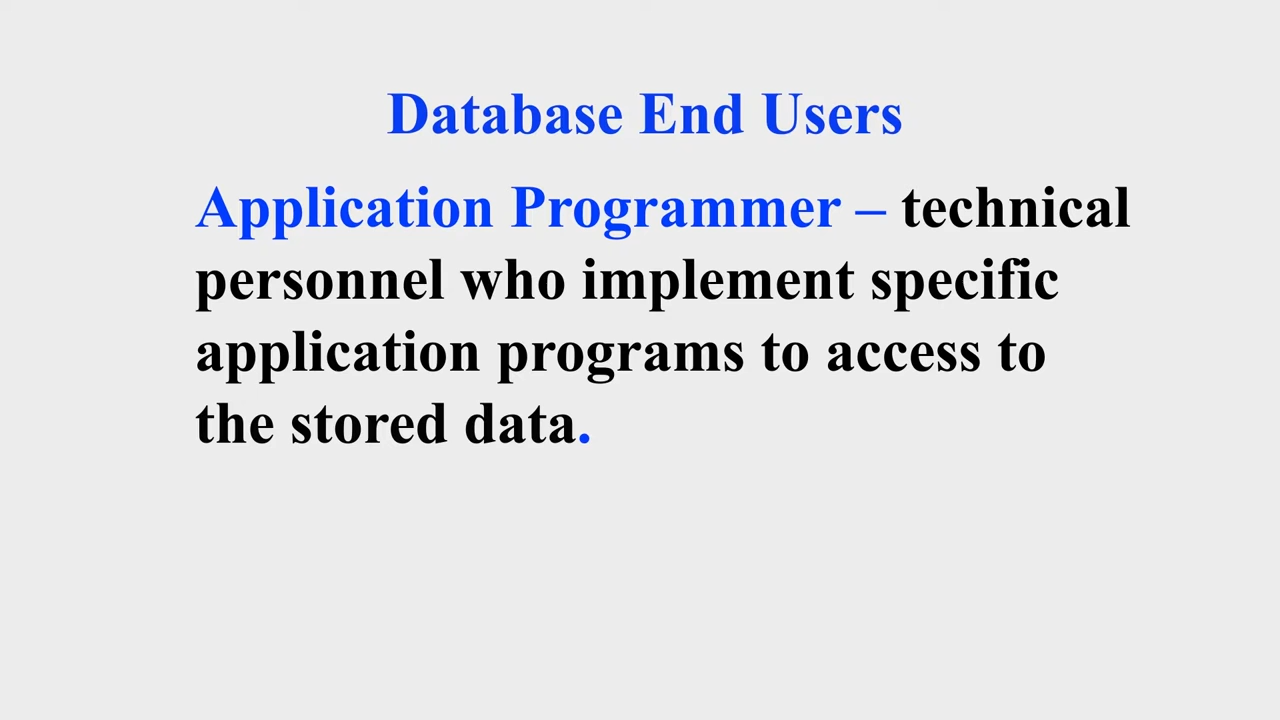 Database End Users
Application Programmer – technical
personnel who implement specific
application programs to access to
the stored data.